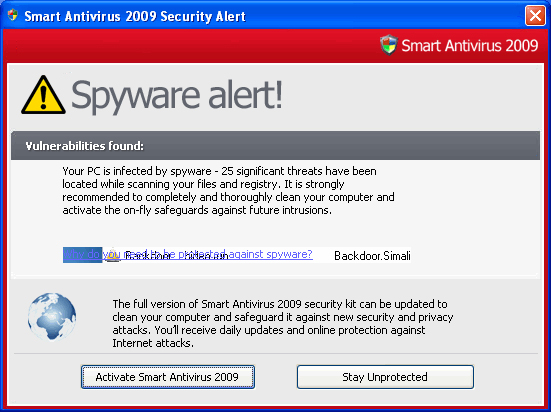 Smart Antivirus 2009 Security Alert
Smart Antivirus 2009
Spyware alert!
Vulnerabilities found:
Your PC is infected by spyware - 25 significant threats have been
located while scanning your files and registry. It is strongly
recommended to completely and thoroughly clean your computer and
activate the on-fly safeguards against future intrusions.
do you need to be protected against spyware? Backdoor.Simali
The full version of Smart Antivirus 2009 security kit can be updated to
clean your computer and safeguard it against new security and privacy
attacks. You'll receive daily updates and online protection against
Internet attacks.
Activate Smart Antivirus 2009 Stay Unprotected